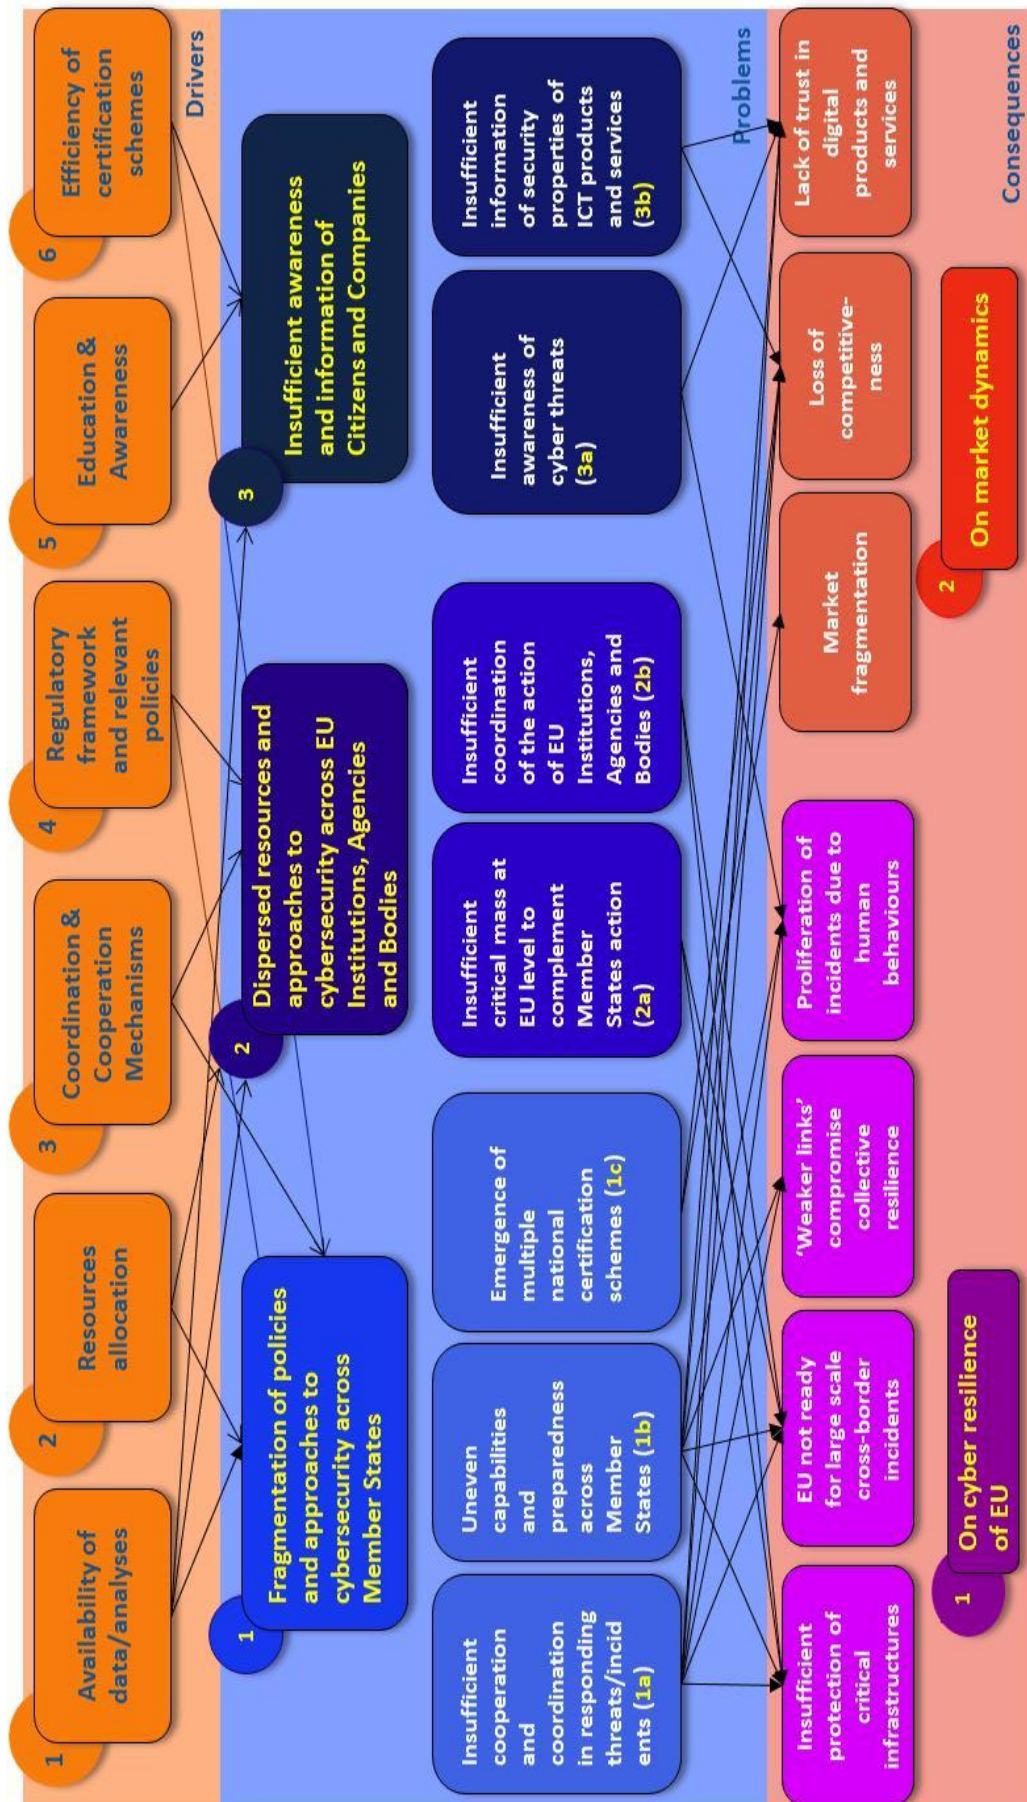 1
Availability of
data/analyses
2
Resources
allocation
3
Coordination &
Cooperation
Mechanisms
4
Regulatory
framework
and relevant
policies
5
Education &
Awareness
6
Efficiency of
certification
schemes
Drivers
1
Fragmentation of policies
and approaches to
cybersecurity across
Member States
2
Dispersed resources and
approaches to
cybersecurity across EU
Institutions, Agencies
and Bodies
3
Insufficient awareness
and information of
Citizens and Companies
Insufficient
cooperation
and
coordination
in responding
threats/incid
ents (1a)
Uneven
capabilities
and
preparedness
across
Member
States (1b)
Emergence of
multiple
national
certification
schemes (1c)
Insufficient
critical mass at
EU level to
complement
Member
States action
(2a)
Insufficient
coordination
of the action
of EU
Institutions,
Agencies and
Bodies (2b)
Insufficient
awareness of
cyber threats
(3a)
Insufficient
information
of security
properties of
ICT products
and services
(3b)
Problems
Insufficient
protection of
critical
infrastructures
EU not ready
for large scale
cross-border
incidents
'Weaker links'
compromise
collective
resilience
Proliferation of
incidents due to
human
behaviours
Market
fragmentation
Loss of
competitive-
ness
Lack of trust in
digital
products and
services
1
On cyber resilience
of EU
2
On market dynamics
Consequences